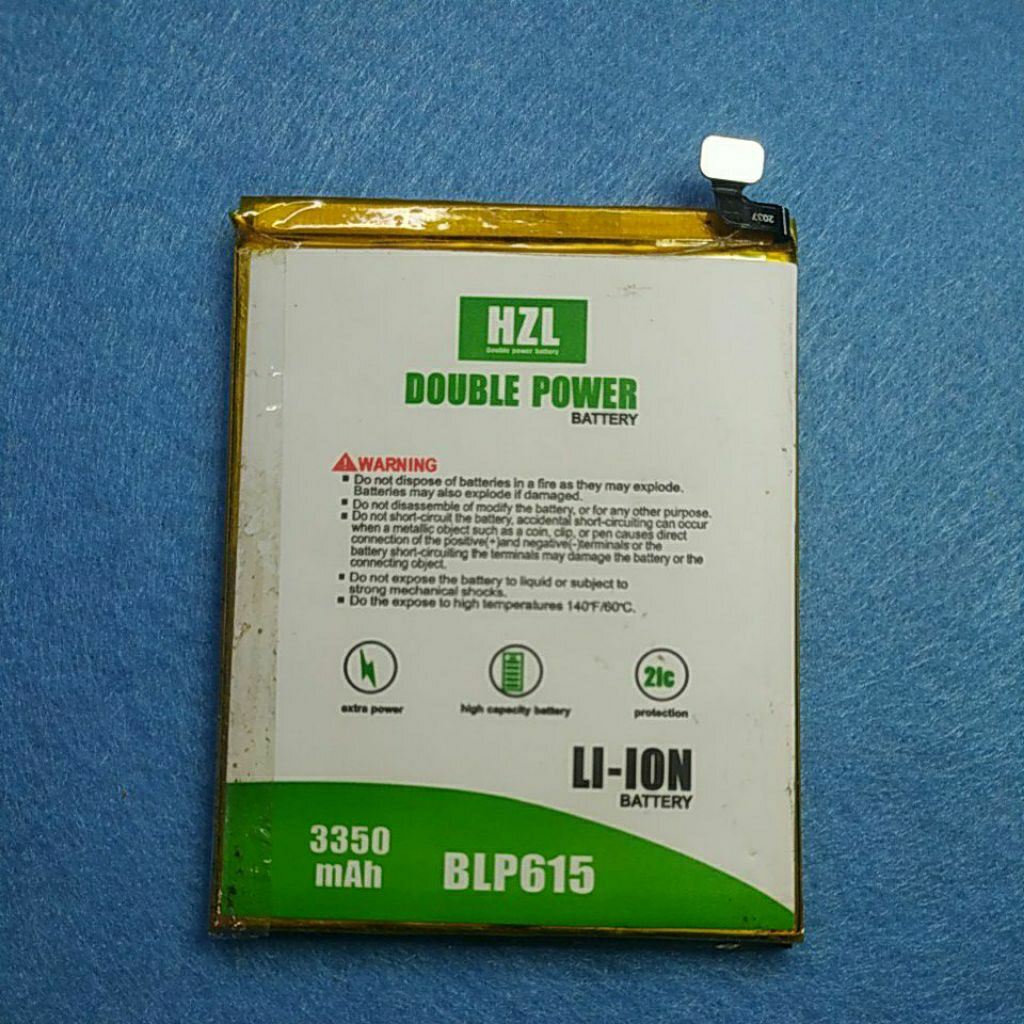 2037
HZL
Double power battery
DOUBLE POWER
BATTERY
WARNING
Do not dispose of batteries in a fire as they may explode.
Batteries may also explode if damaged.
Do not disassemble of modify the battery, or for any other purpose.
Do not short-circuit the battery, accidental short-circuiting can occur
when a metallic object such as a coin, clip, or pen causes direct
connection of the positive(+)and negative(-)terminals or the
battery short-circuiting the terminals may damage the battery or the
connecting object.
Do not expose the battery to liquid or subject to
strong mechanical shocks.
Do the expose to high temperatures 140°F/60°C.
2Ic
extra power
high capacity battery
protection
LI-ION
BATTERY
3350
mAh
BLP615